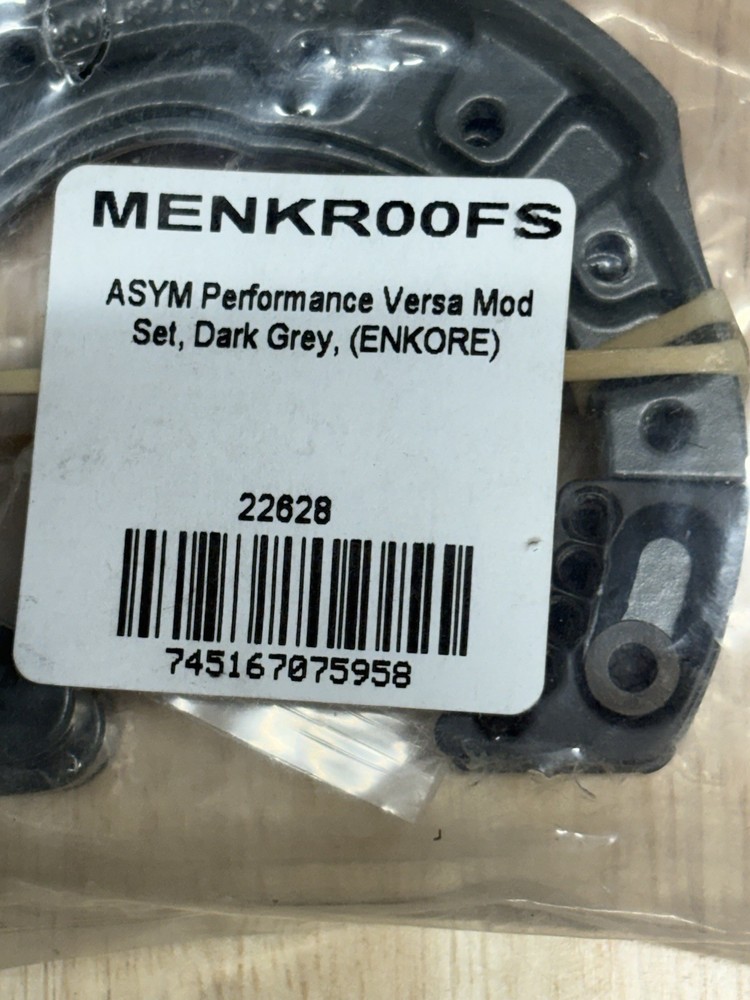 MENKR00FS
ASYM Performance Versa Mod
Set, Dark Grey, (ENKORE)
22628
745167075958